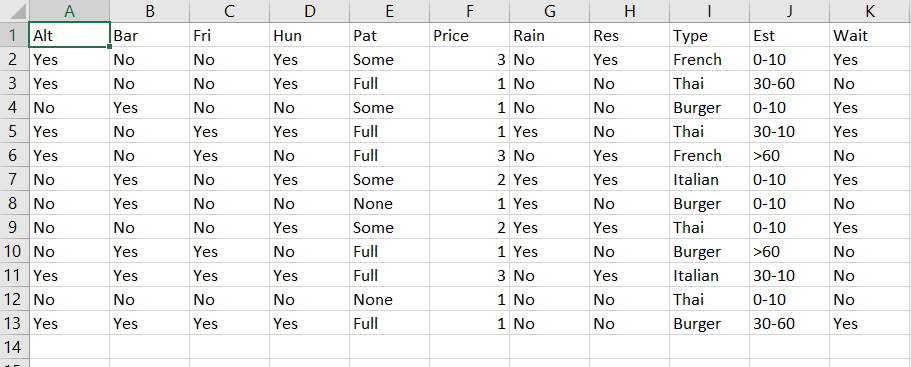 A B C D E F G H I J K
1 Alt Bar Fri Hun Pat Price Rain Res Type Est Wait
2 Yes No No Yes Some 3 No Yes French 0-10 Yes
3 Yes No No Yes Full 1 No No Thai 30-60 No
4 No Yes No No Some 1 No No Burger 0-10 Yes
5 Yes No Yes Yes Full 1 Yes No Thai 30-10 Yes
6 Yes No Yes No Full 3 No Yes French >60 No
7 No Yes No Yes Some 2 Yes Yes Italian 0-10 Yes
8 No Yes No No None 1 Yes No Burger 0-10 No
9 No No No Yes Some 2 Yes Yes Thai 0-10 Yes
10 No Yes Yes No Full 1 Yes No Burger >60 No
11 Yes Yes Yes Yes Full 3 No Yes Italian 30-10 No
12 No No No No None 1 No No Thai 0-10 No
13 Yes Yes Yes Yes Full 1 No No Burger 30-60 Yes
14